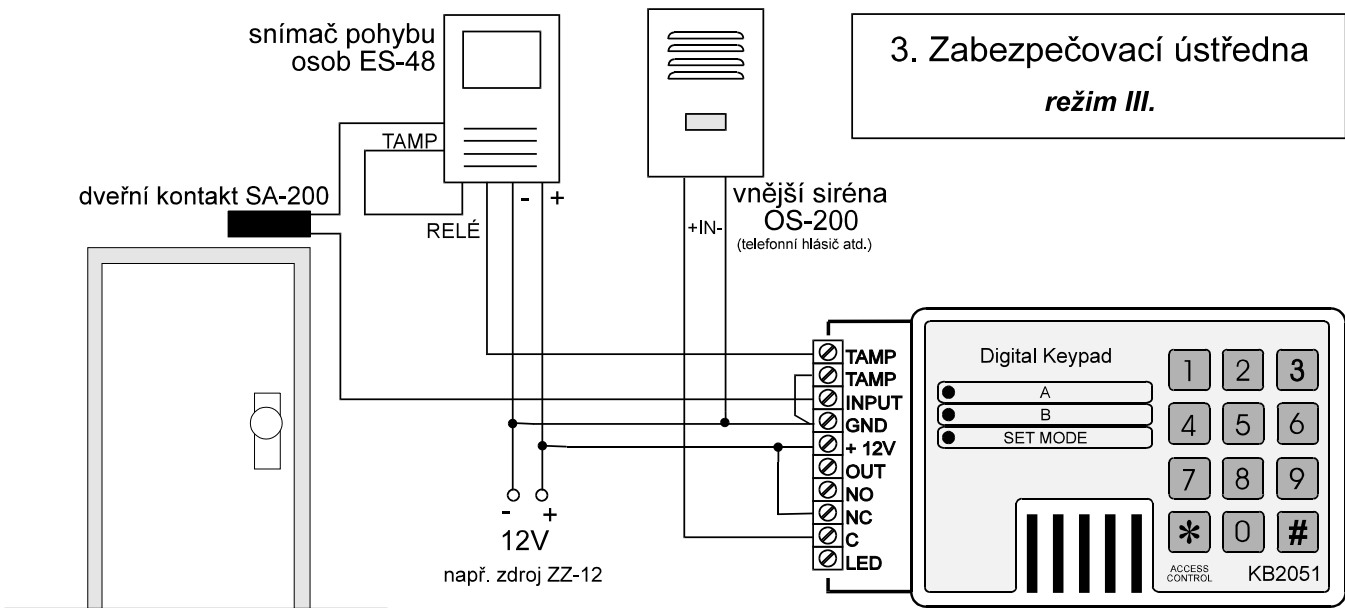 snímač pohybu
osob ES-48
TAMP
dveřní kontakt SA-200
RELÉ
- +
+IN-
vnější siréna
OS-200
(telefonní hlásič atd.)
3. Zabezpečovací ústředna
režim III.
- +
12V
např. zdroj ZZ-12
TAMP
TAMP
INPUT
GND
+ 12V
OUT
NO
NC
C
LED
Digital Keypad
A
B
SET MODE
1 2 3
4 5 6
7 8 9
* 0 #
ACCESS
CONTROL
KB2051